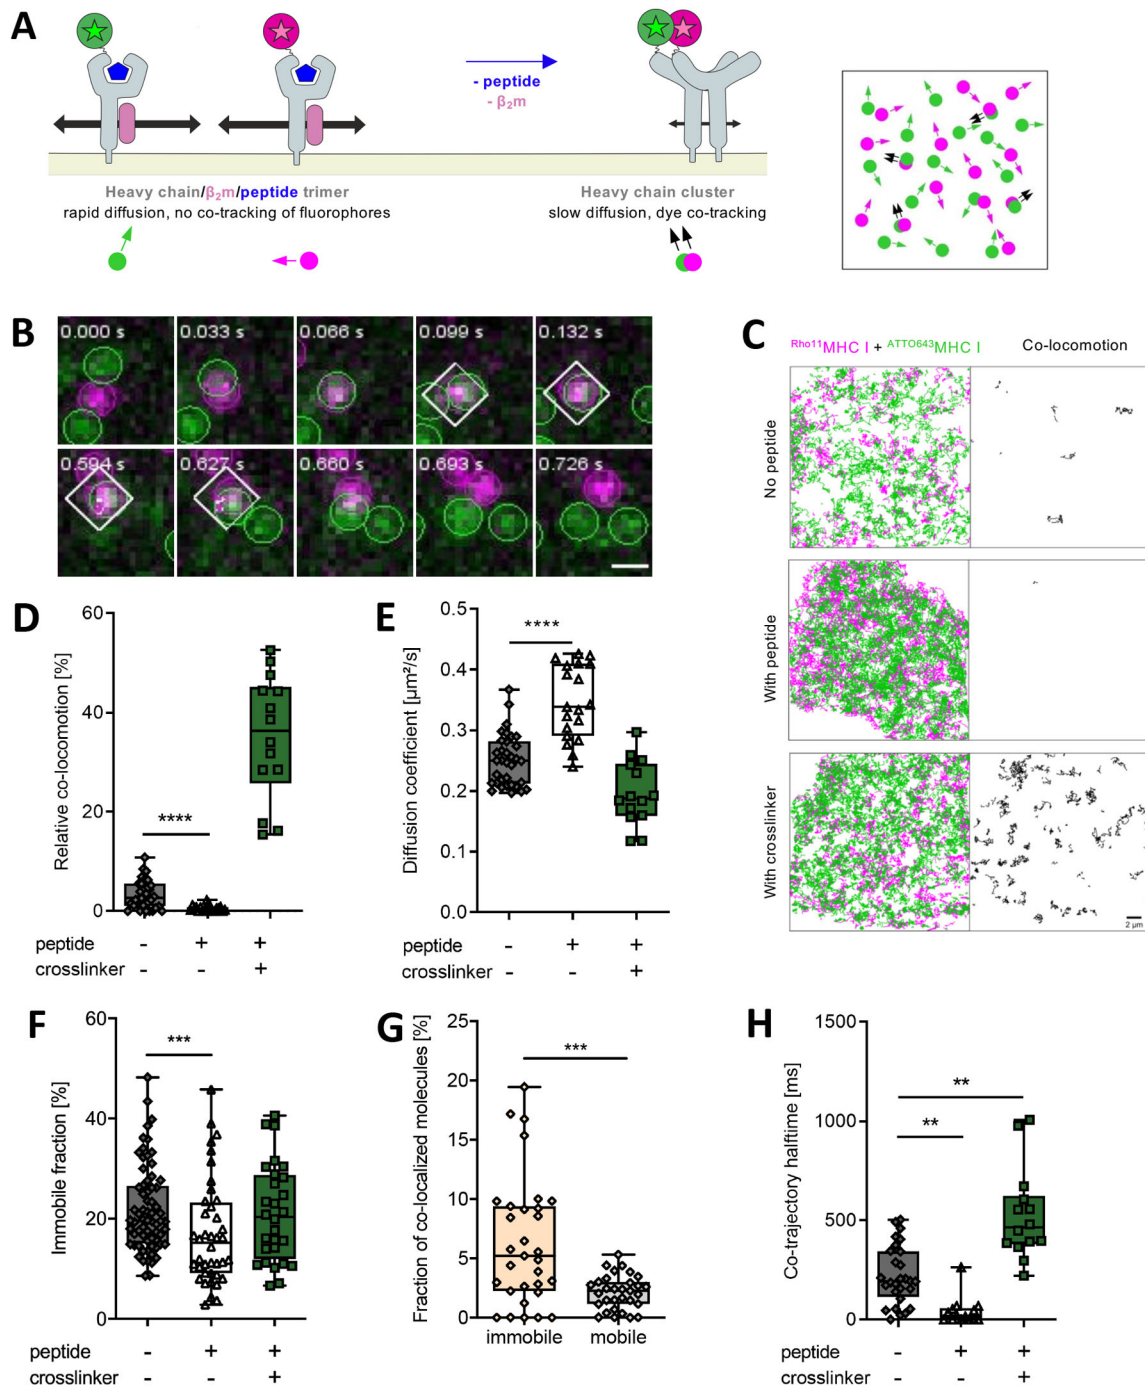 A
- peptide
- β₂m
Heavy chain/β₂m/peptide trimer
rapid diffusion, no co-tracking of fluorophores
Heavy chain cluster
slow diffusion, dye co-tracking
B
0.000 s
0.033 s
0.066 s
0.099 s
0.132 s
0.594 s
0.627 s
0.660 s
0.693 s
0.726 s
C
Rho11MHC I + ATTO643MHC I
Co-locomotion
No peptide
With peptide
With crosslinker
2 µm
D
Relative co-locomotion [%]
60
40
20
0
****
peptide - + +
crosslinker - - +
E
Diffusion coefficient [µm²/s]
0.5
0.4
0.3
0.2
0.1
0.0
****
peptide - + +
crosslinker - - +
F
Immobile fraction [%]
60
40
20
0
***
peptide - + +
crosslinker - - +
G
Fraction of co-localized molecules [%]
25
20
15
10
5
0
***
immobile mobile
H
Co-trajectory halftime [ms]
1500
1000
500
0
**
**
peptide - + +
crosslinker - - +